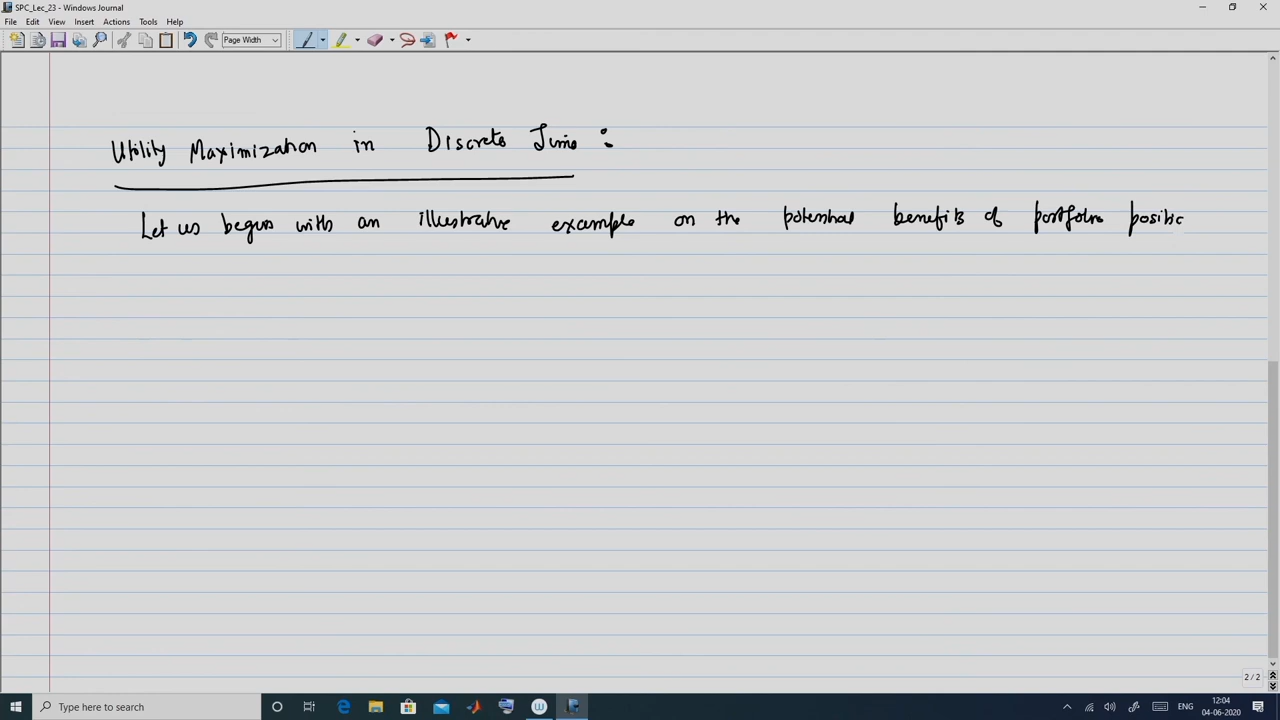 SPC_Lec_23 - Windows Journal
File Edit View Insert Actions Tools Help
Page Width
Utility Maximization in Discrete Time :
Let us begin with an illustrative example on the potential benefits of portfolio positio
2 / 2
Type here to search
ENG
12:04
04-06-2020